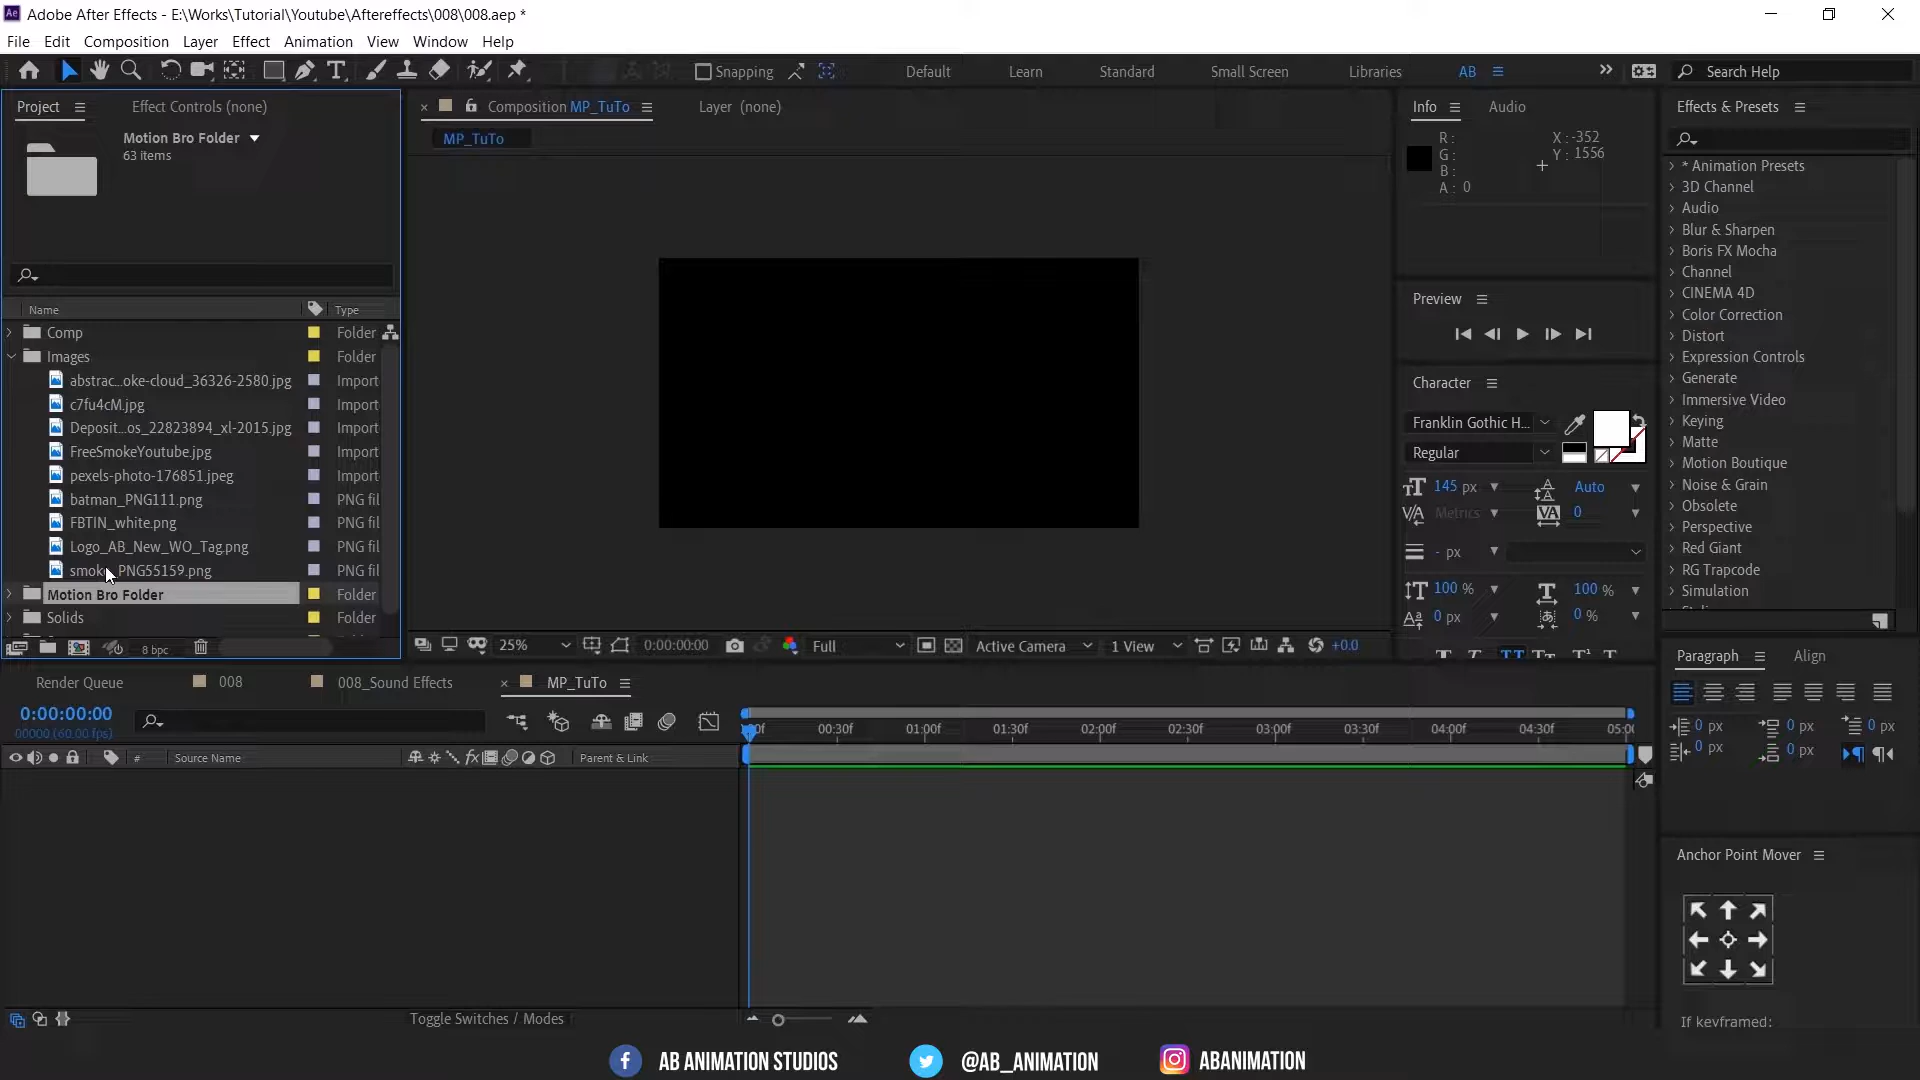 Adobe After Effects - E:\Works\Tutorial\Youtube\Aftereffects\008\008.aep *
File Edit Composition Layer Effect Animation View Window Help
Snapping Default Learn Standard Small Screen Libraries AB Search Help
Project Effect Controls (none)
Motion Bro Folder
63 items
Name Type
Comp Folder
Images Folder
abstrac...oke-cloud_36326-2580.jpg Import
c7fu4cM.jpg Import
Deposit...os_22823894_xl-2015.jpg Import
FreeSmokeYoutube.jpg Import
pexels-photo-176851.jpeg Import
batman_PNG111.png PNG fil
FBTIN_white.png PNG fil
Logo_AB_New_WO_Tag.png PNG fil
smoke_PNG55159.png PNG fil
Motion Bro Folder Folder
Solids Folder
8 bpc
Composition MP_TuTo Layer (none)
MP_TuTo
25% 0:00:00:00 Full Active Camera 1 View +0.0
Info Audio
R : X : -352
G : Y : 1556
B :
A : 0
Preview
Character
Franklin Gothic H...
Regular
145 px Auto
Metrics 0
- px
100 % 100 %
0 px 0 %
Effects & Presets
* Animation Presets
3D Channel
Audio
Blur & Sharpen
Boris FX Mocha
Channel
CINEMA 4D
Color Correction
Distort
Expression Controls
Generate
Immersive Video
Keying
Matte
Motion Boutique
Noise & Grain
Obsolete
Perspective
Red Giant
RG Trapcode
Simulation
Paragraph Align
0 px 0 px 0 px
0 px 0 px
Anchor Point Mover
If keyframed:
Render Queue 008 008_Sound Effects MP_TuTo
0:00:00:00
00000 (60.00 fps)
# Source Name Parent & Link
00:30f 01:00f 01:30f 02:00f 02:30f 03:00f 03:30f 04:00f 04:30f
Toggle Switches / Modes
AB ANIMATION STUDIOS @AB_ANIMATION ABANIMATION